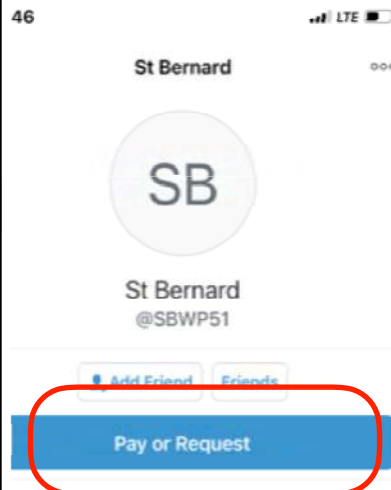 46 LTE
St Bernard
SB
St Bernard
@SBWP51
Add Friend Friends
Pay or Request